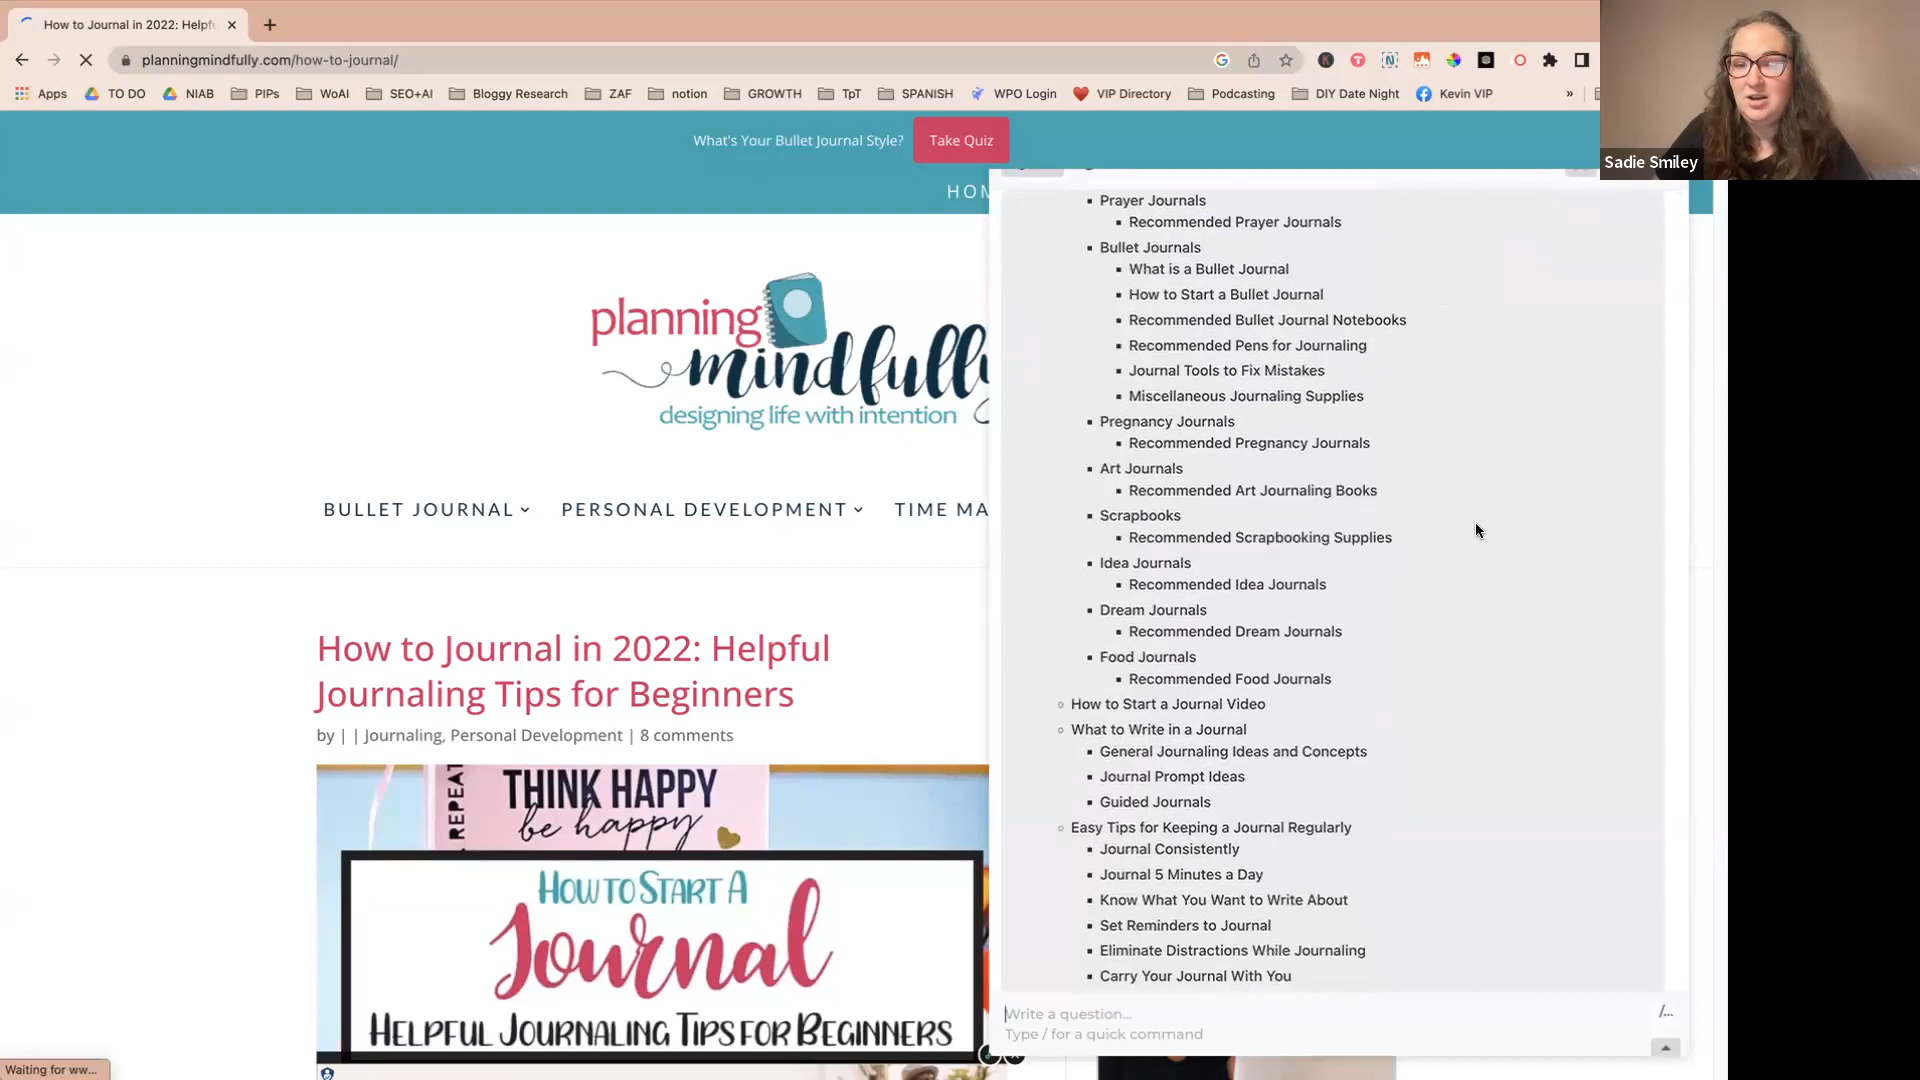 How to Journal in 2022: Helpf
planningmindfully.com/how-to-journal/
Apps TO DO NIAB PIPs WoAI SEO+AI Bloggy Research ZAF notion GROWTH TpT SPANISH WPO Login VIP Directory Podcasting DIY Date Night Kevin VIP »
Sadie Smiley
What's Your Bullet Journal Style? Take Quiz
HOM
planning
mindfully
designing life with intention
BULLET JOURNAL PERSONAL DEVELOPMENT TIME MA
How to Journal in 2022: Helpful
Journaling Tips for Beginners
by | | Journaling, Personal Development | 8 comments
REPEAT
THINK HAPPY
be happy
HOW TO START A
Journal
HELPFUL JOURNALING TIPS FOR BEGINNERS
Waiting for ww...
Prayer Journals
Recommended Prayer Journals
Bullet Journals
What is a Bullet Journal
How to Start a Bullet Journal
Recommended Bullet Journal Notebooks
Recommended Pens for Journaling
Journal Tools to Fix Mistakes
Miscellaneous Journaling Supplies
Pregnancy Journals
Recommended Pregnancy Journals
Art Journals
Recommended Art Journaling Books
Scrapbooks
Recommended Scrapbooking Supplies
Idea Journals
Recommended Idea Journals
Dream Journals
Recommended Dream Journals
Food Journals
Recommended Food Journals
How to Start a Journal Video
What to Write in a Journal
General Journaling Ideas and Concepts
Journal Prompt Ideas
Guided Journals
Easy Tips for Keeping a Journal Regularly
Journal Consistently
Journal 5 Minutes a Day
Know What You Want to Write About
Set Reminders to Journal
Eliminate Distractions While Journaling
Carry Your Journal With You
Write a question... /...
Type / for a quick command